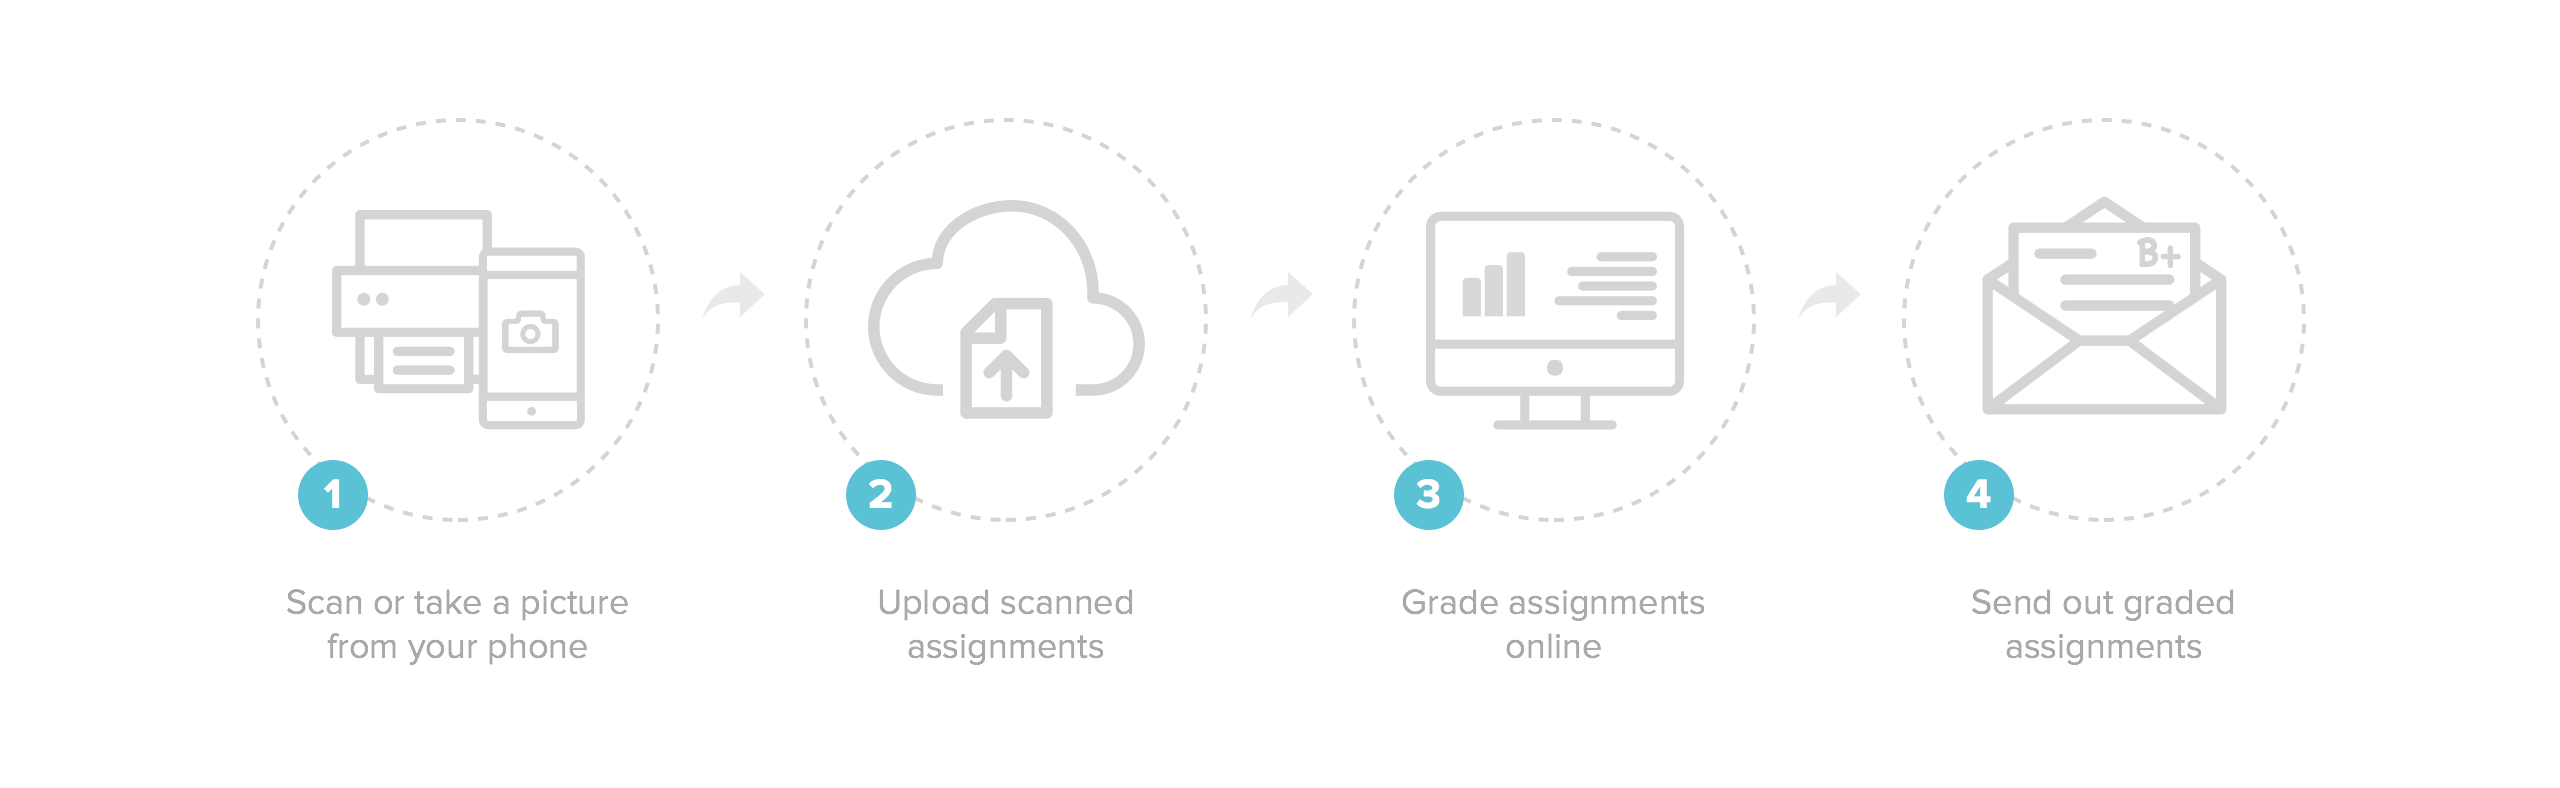 B+
1
2
3
4
Scan or take a picture
from your phone
Upload scanned
assignments
Grade assignments
online
Send out graded
assignments